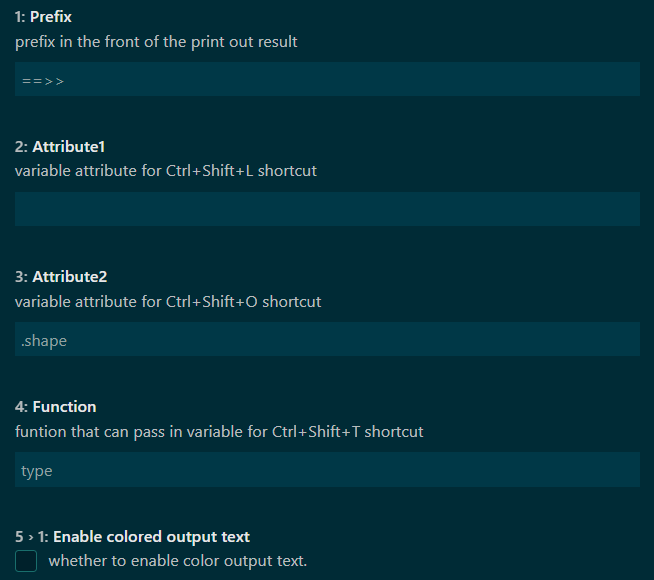 1: Prefix
prefix in the front of the print out result
==>>
2: Attribute1
variable attribute for Ctrl+Shift+L shortcut
3: Attribute2
variable attribute for Ctrl+Shift+O shortcut
.shape
4: Function
funtion that can pass in variable for Ctrl+Shift+T shortcut
type
5 › 1: Enable colored output text
whether to enable color output text.